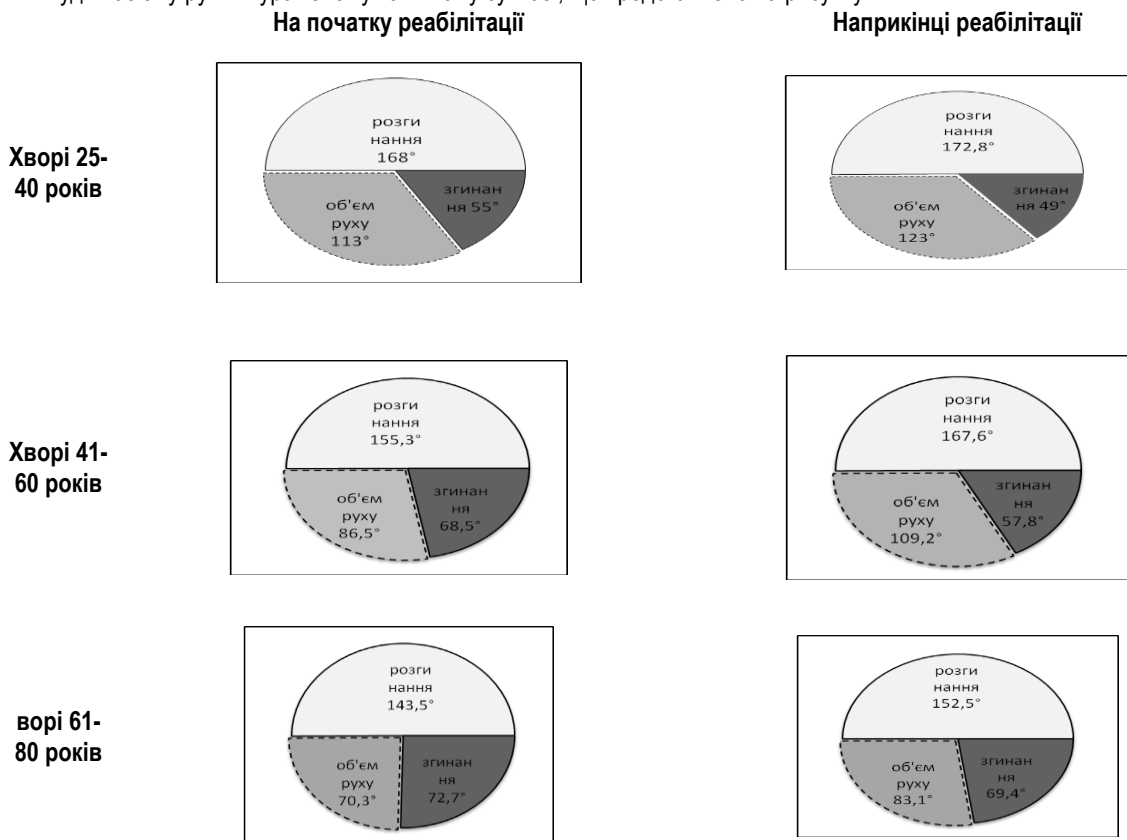 На початку реабілітації
Наприкінці реабілітації
Хворі 25-
40 років
розги
нання
168°
згинан
ня 55°
об'єм
руху
113°
розги
нання
172,8°
згинан
ня 49°
об'єм
руху
123°
Хворі 41-
60 років
розги
нання
155,3°
згинан
ня
68,5°
об'єм
руху
86,5°
розги
нання
167,6°
згинан
ня
57,8°
об'єм
руху
109,2°
ворі 61-
80 років
розги
нання
143,5°
згинан
ня
72,7°
об'єм
руху
70,3°
розги
нання
152,5°
згинан
ня
69,4°
об'єм
руху
83,1°